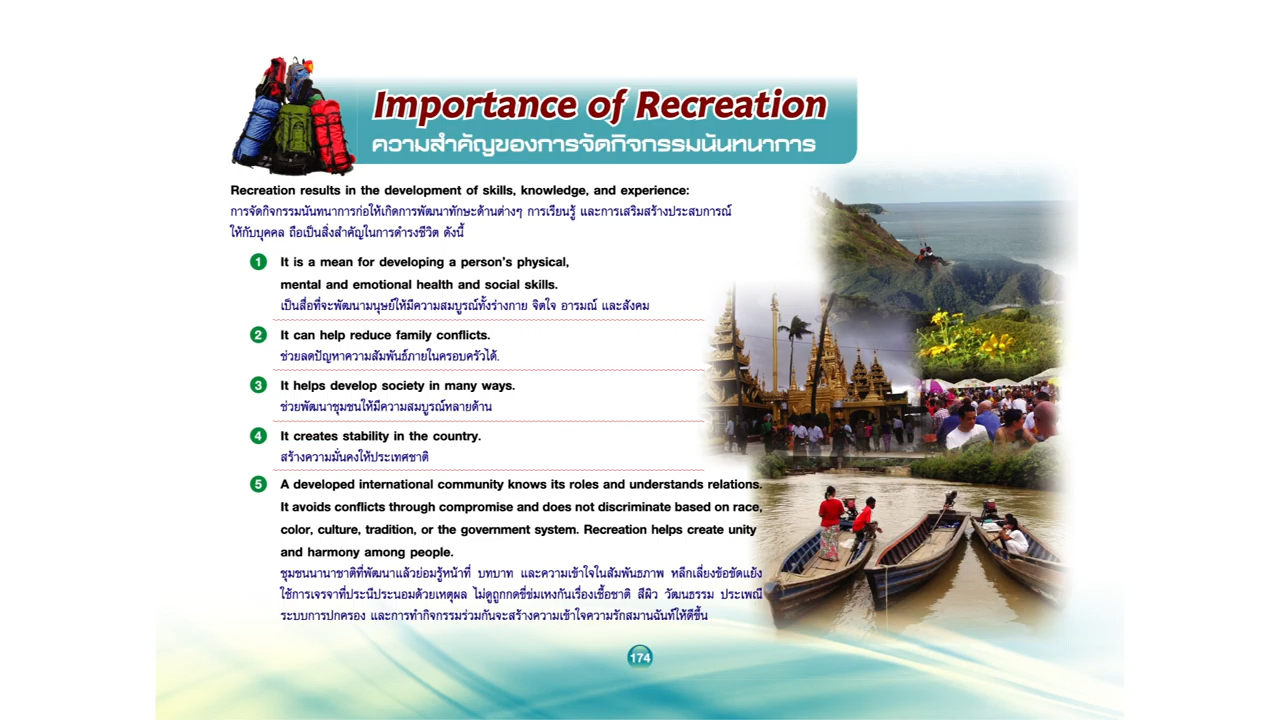 Importance of Recreation
ความสำคัญของการจัดกิจกรรมนันทนาการ
Recreation results in the development of skills, knowledge, and experience:
การจัดกิจกรรมนันทนาการก่อให้เกิดการพัฒนาทักษะด้านต่างๆ การเรียนรู้ และการเสริมสร้างประสบการณ์
ให้กับบุคคล ถือเป็นสิ่งสำคัญในการดำรงชีวิต ดังนี้
1 It is a mean for developing a person's physical,
mental and emotional health and social skills.
เป็นสื่อที่จะพัฒนามนุษย์ให้มีความสมบูรณ์ทั้งร่างกาย จิตใจ อารมณ์ และสังคม
2 It can help reduce family conflicts.
ช่วยลดปัญหาความสัมพันธ์ภายในครอบครัวได้.
3 It helps develop society in many ways.
ช่วยพัฒนาชุมชนให้มีความสมบูรณ์หลายด้าน
4 It creates stability in the country.
สร้างความมั่นคงให้ประเทศชาติ
5 A developed international community knows its roles and understands relations.
It avoids conflicts through compromise and does not discriminate based on race,
color, culture, tradition, or the government system. Recreation helps create unity
and harmony among people.
ชุมชนนานาชาติที่พัฒนาแล้วย่อมรู้หน้าที่ บทบาท และความเข้าใจในสัมพันธภาพ หลีกเลี่ยงข้อขัดแย้ง
ใช้การเจรจาที่ประนีประนอมด้วยเหตุผล ไม่ดูถูกกดขี่ข่มเหงกันเรื่องเชื้อชาติ สีผิว วัฒนธรรม ประเพณี
ระบบการปกครอง และการทำกิจกรรมร่วมกันจะสร้างความเข้าใจความรักสมานฉันท์ให้ดีขึ้น
174